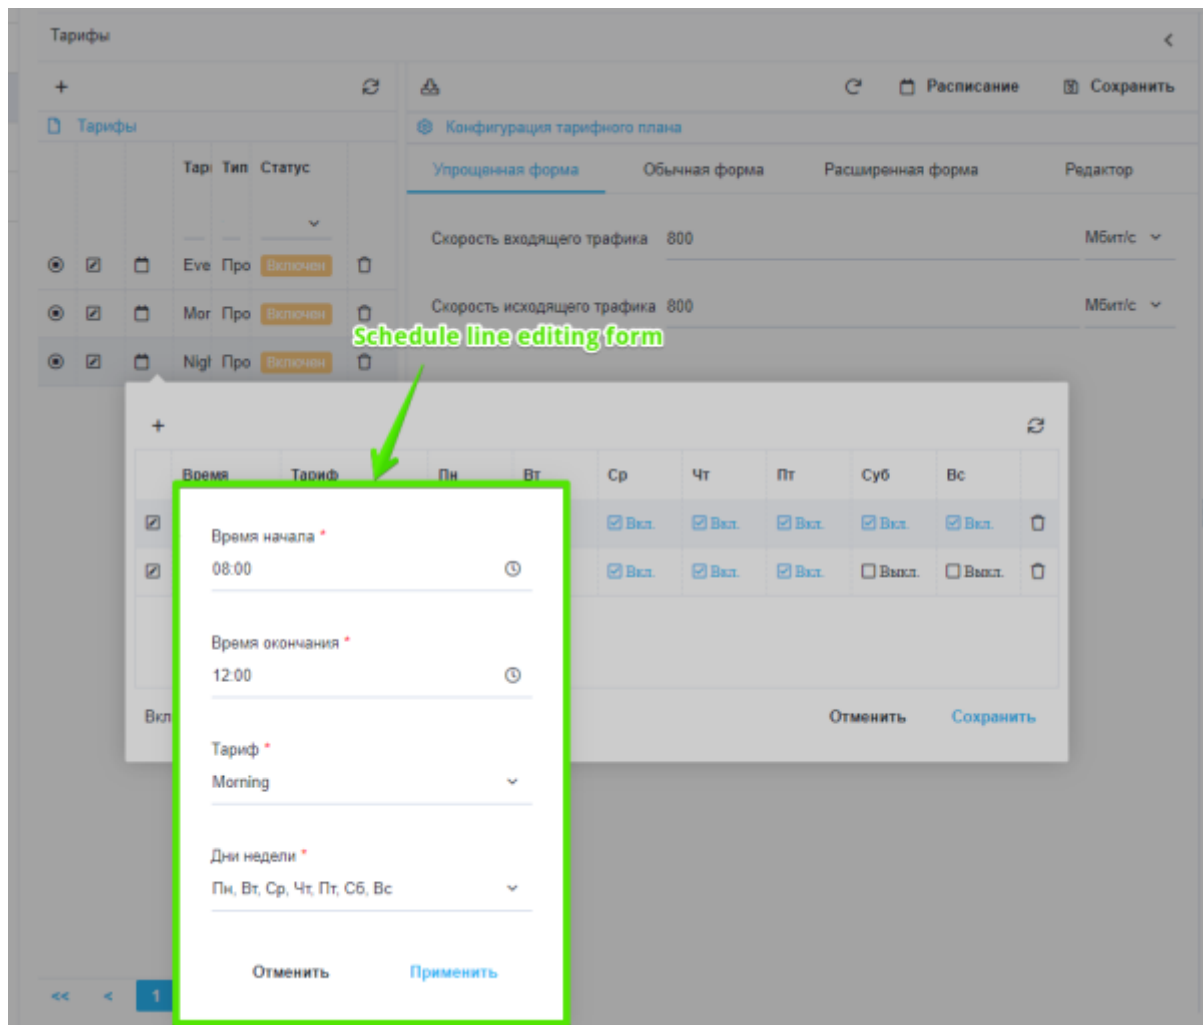 Тарифы
Расписание
Сохранить
Тарифы
Конфигурация тарифного плана
Тар Тип Статус
Упрощенная форма Обычная форма Расширенная форма Редактор
Скорость входящего трафика 800 Мбит/с
Eve Про Включен
Скорость исходящего трафика 800 Мбит/с
Mor Про Включен
Schedule line editing form
Nigh Про Включен
Время Тариф Пн Вт Ср Чт Пт Суб Вс
Вкл. Вкл. Вкл. Вкл. Вкл.
Вкл. Вкл. Вкл. Выкл. Выкл.
Время начала *
08:00
Время окончания *
12:00
Вкл
Отменить Сохранить
Тариф *
Morning
Дни недели *
Пн, Вт, Ср, Чт, Пт, Сб, Вс
Отменить Применить
<< < 1